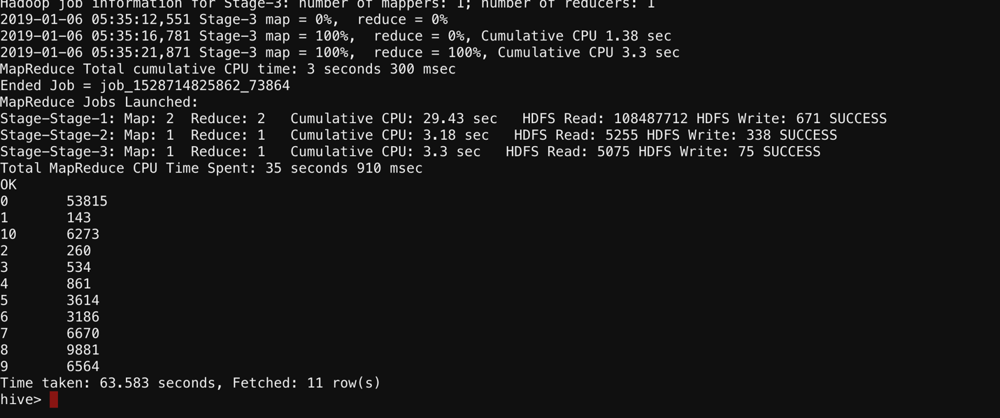 Hadoop job information for Stage-3: number of mappers: 1; number of reducers: 1
2019-01-06 05:35:12,551 Stage-3 map = 0%,  reduce = 0%
2019-01-06 05:35:16,781 Stage-3 map = 100%,  reduce = 0%, Cumulative CPU 1.38 sec
2019-01-06 05:35:21,871 Stage-3 map = 100%,  reduce = 100%, Cumulative CPU 3.3 sec
MapReduce Total cumulative CPU time: 3 seconds 300 msec
Ended Job = job_1528714825862_73864
MapReduce Jobs Launched:
Stage-Stage-1: Map: 2  Reduce: 2   Cumulative CPU: 29.43 sec   HDFS Read: 108487712 HDFS Write: 671 SUCCESS
Stage-Stage-2: Map: 1  Reduce: 1   Cumulative CPU: 3.18 sec   HDFS Read: 5255 HDFS Write: 338 SUCCESS
Stage-Stage-3: Map: 1  Reduce: 1   Cumulative CPU: 3.3 sec   HDFS Read: 5075 HDFS Write: 75 SUCCESS
Total MapReduce CPU Time Spent: 35 seconds 910 msec
OK
0	53815
1	143
10	6273
2	260
3	534
4	861
5	3614
6	3186
7	6670
8	9881
9	6564
Time taken: 63.583 seconds, Fetched: 11 row(s)
hive>